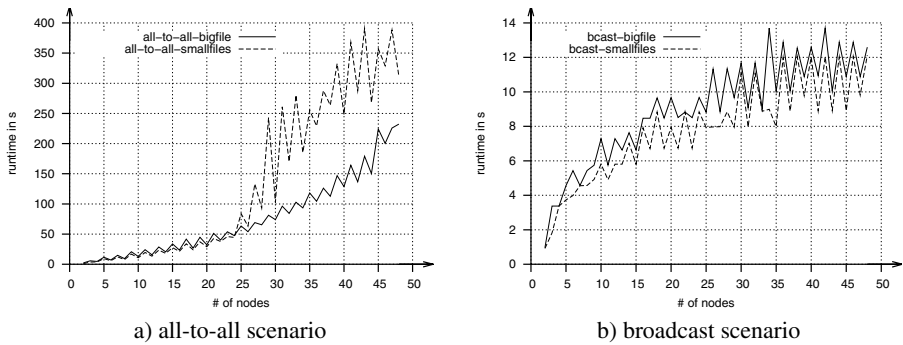 400
350
300
250
200
150
100
50
0
runtime in s
all-to-all-bigfile
all-to-all-smallfiles
0 5 10 15 20 25 30 35 40 45 50
# of nodes
a) all-to-all scenario
14
12
10
8
6
4
2
0
runtime in s
bcast-bigfile
bcast-smallfiles
0 5 10 15 20 25 30 35 40 45 50
# of nodes
b) broadcast scenario